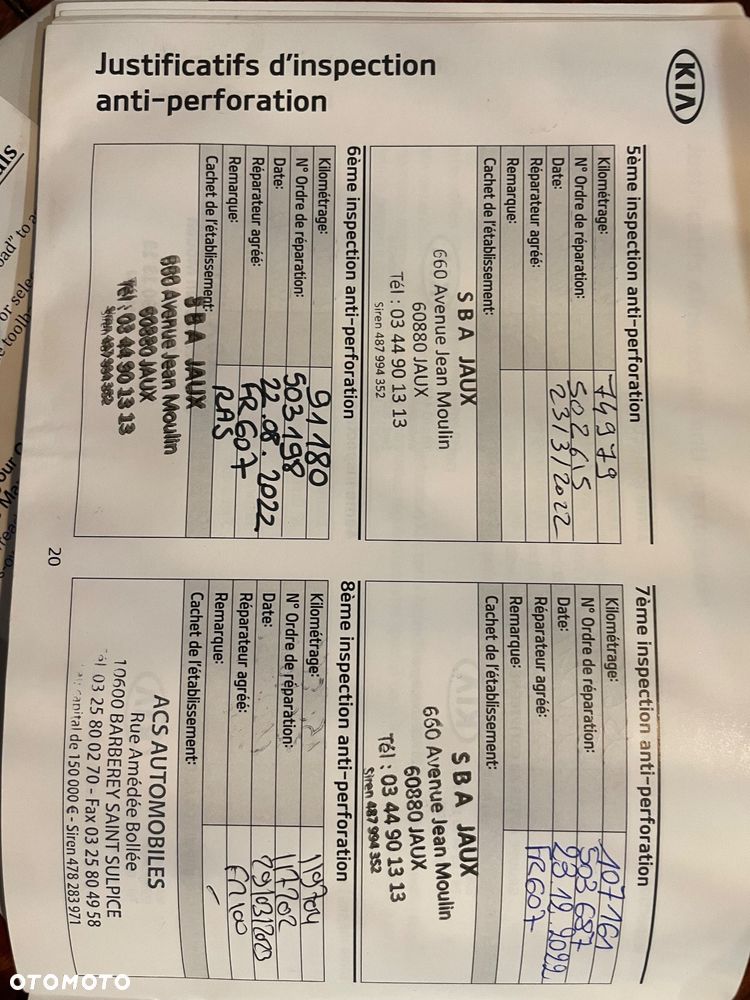 Justificatifs d'inspection
anti-perforation
KIA
5ème inspection anti-perforation
Kilométrage: 74979
N° Ordre de réparation: 502615
Date: 23/3/2022
Réparateur agréé:
Remarque:
Cachet de l'établissement:
SBA JAUX
660 Avenue Jean Moulin
60880 JAUX
Tél : 03 44 90 13 13
Siren 487 994 352
6ème inspection anti-perforation
Kilométrage: 91180
N° Ordre de réparation: 503198
Date: 22.08.2022
Réparateur agréé: FR607
Remarque: RAS
Cachet de l'établissement:
SBA JAUX
660 Avenue Jean Moulin
60880 JAUX
Tél : 03 44 90 13 13
Siren 487 994 352
7ème inspection anti-perforation
Kilométrage: 107161
N° Ordre de réparation: 503687
Date: 28 12 2022
Réparateur agréé: FR607
Remarque:
Cachet de l'établissement:
SBA JAUX
660 Avenue Jean Moulin
60880 JAUX
Tél : 03 44 90 13 13
Siren 487 994 352
8ème inspection anti-perforation
Kilométrage: 119704
N° Ordre de réparation:
Date:
Réparateur agréé:
Remarque:
Cachet de l'établissement:
ACS AUTOMOBILES
Rue Amédée Bollée
10600 BARBEREY SAINT SULPICE
03 25 80 02 70 - Fax 03 25 80 49 58
capital de 150 000 € - Siren 478 283 971
20
OTOMOTO